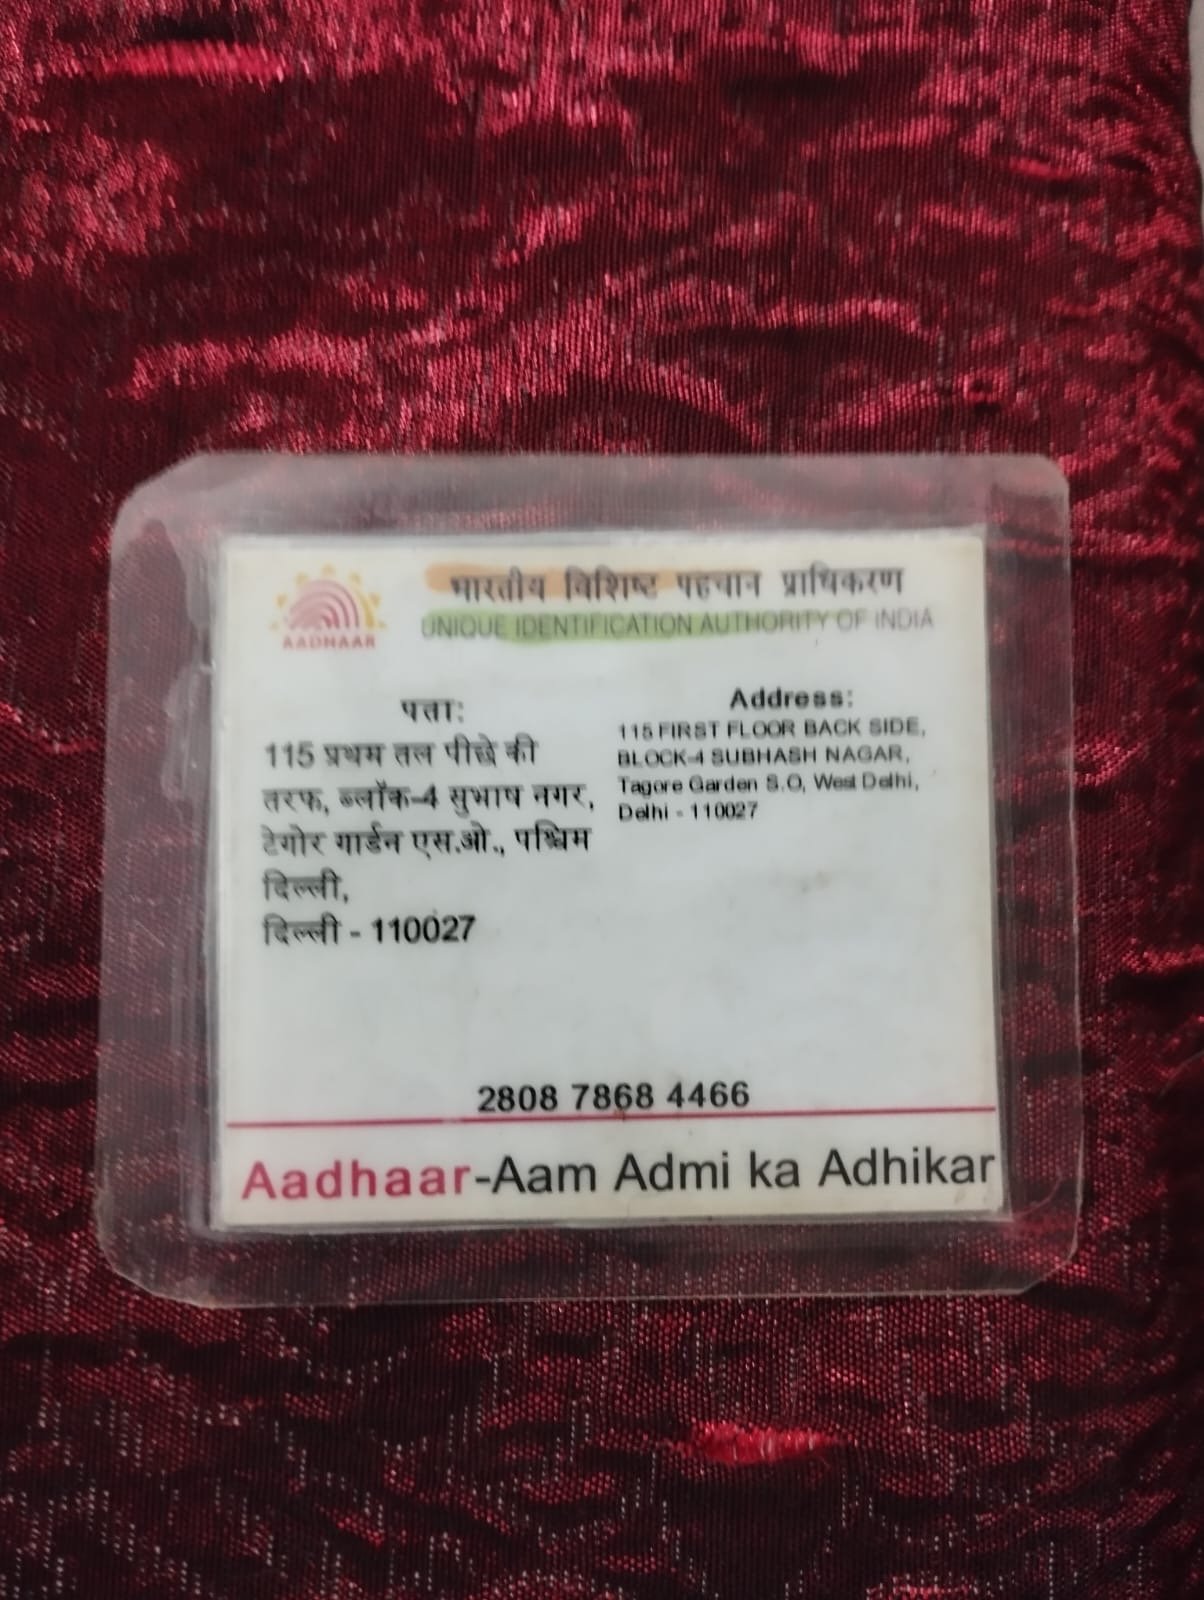 AADHAAR
भारतीय विशिष्ट पहचान प्राधिकरण
UNIQUE IDENTIFICATION AUTHORITY OF INDIA
पता:
115 प्रथम तल पीछे की
तरफ, ब्लॉक-4 सुभाष नगर,
टेगोर गार्डन एस.ओ., पश्चिम
दिल्ली,
दिल्ली - 110027
Address:
115 FIRST FLOOR BACK SIDE,
BLOCK-4 SUBHASH NAGAR,
Tagore Garden S.O, West Delhi,
Delhi - 110027
2808 7868 4466
Aadhaar-Aam Admi ka Adhikar